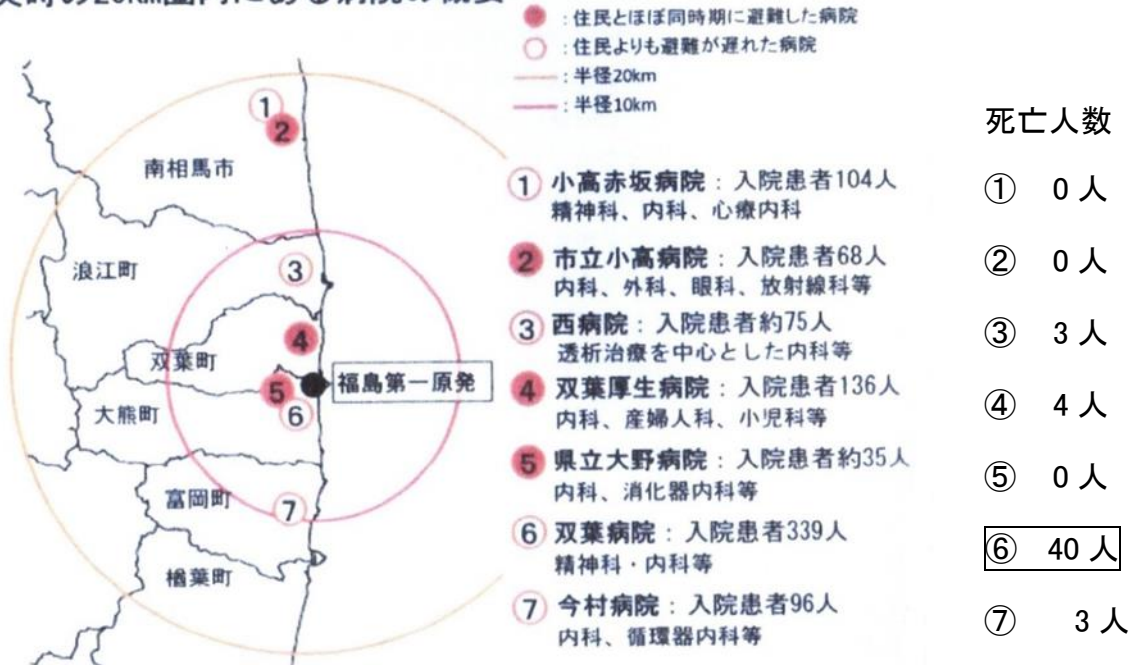 20km圏内にある病院の概要
：住民とほぼ同時期に避難した病院
：住民よりも避難が遅れた病院
：半径20km
：半径10km
死亡人数
① 0人
② 0人
③ 3人
④ 4人
⑤ 0人
⑥ 40人
⑦ 3人
① 小高赤坂病院：入院患者104人
精神科、内科、心療内科
② 市立小高病院：入院患者68人
内科、外科、眼科、放射線科等
③ 西病院：入院患者約75人
透析治療を中心とした内科等
④ 双葉厚生病院：入院患者136人
内科、産婦人科、小児科等
⑤ 県立大野病院：入院患者約35人
内科、消化器内科等
⑥ 双葉病院：入院患者339人
精神科・内科等
⑦ 今村病院：入院患者96人
内科、循環器内科等
①
②
南相馬市
浪江町
③
④
双葉町
⑤
福島第一原発
大熊町
⑥
富岡町
⑦
楢葉町